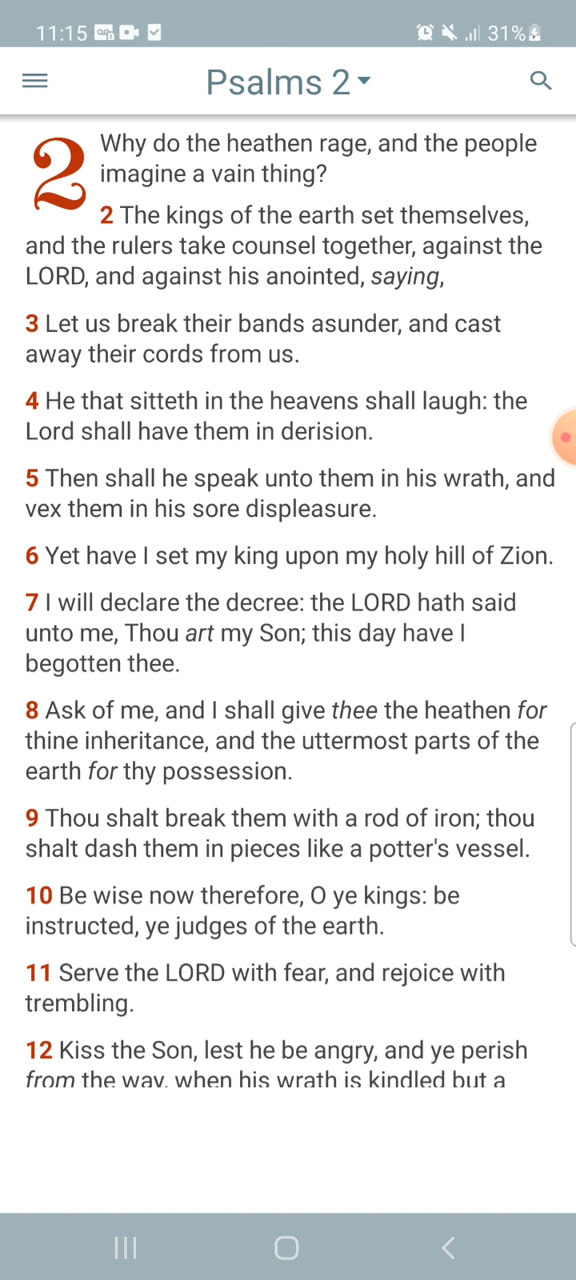 11:15
31%
Psalms 2
2 Why do the heathen rage, and the people
imagine a vain thing?
2 The kings of the earth set themselves,
and the rulers take counsel together, against the
LORD, and against his anointed, saying,
3 Let us break their bands asunder, and cast
away their cords from us.
4 He that sitteth in the heavens shall laugh: the
Lord shall have them in derision.
5 Then shall he speak unto them in his wrath, and
vex them in his sore displeasure.
6 Yet have I set my king upon my holy hill of Zion.
7 I will declare the decree: the LORD hath said
unto me, Thou art my Son; this day have I
begotten thee.
8 Ask of me, and I shall give thee the heathen for
thine inheritance, and the uttermost parts of the
earth for thy possession.
9 Thou shalt break them with a rod of iron; thou
shalt dash them in pieces like a potter's vessel.
10 Be wise now therefore, O ye kings: be
instructed, ye judges of the earth.
11 Serve the LORD with fear, and rejoice with
trembling.
12 Kiss the Son, lest he be angry, and ye perish
from the way, when his wrath is kindled but a